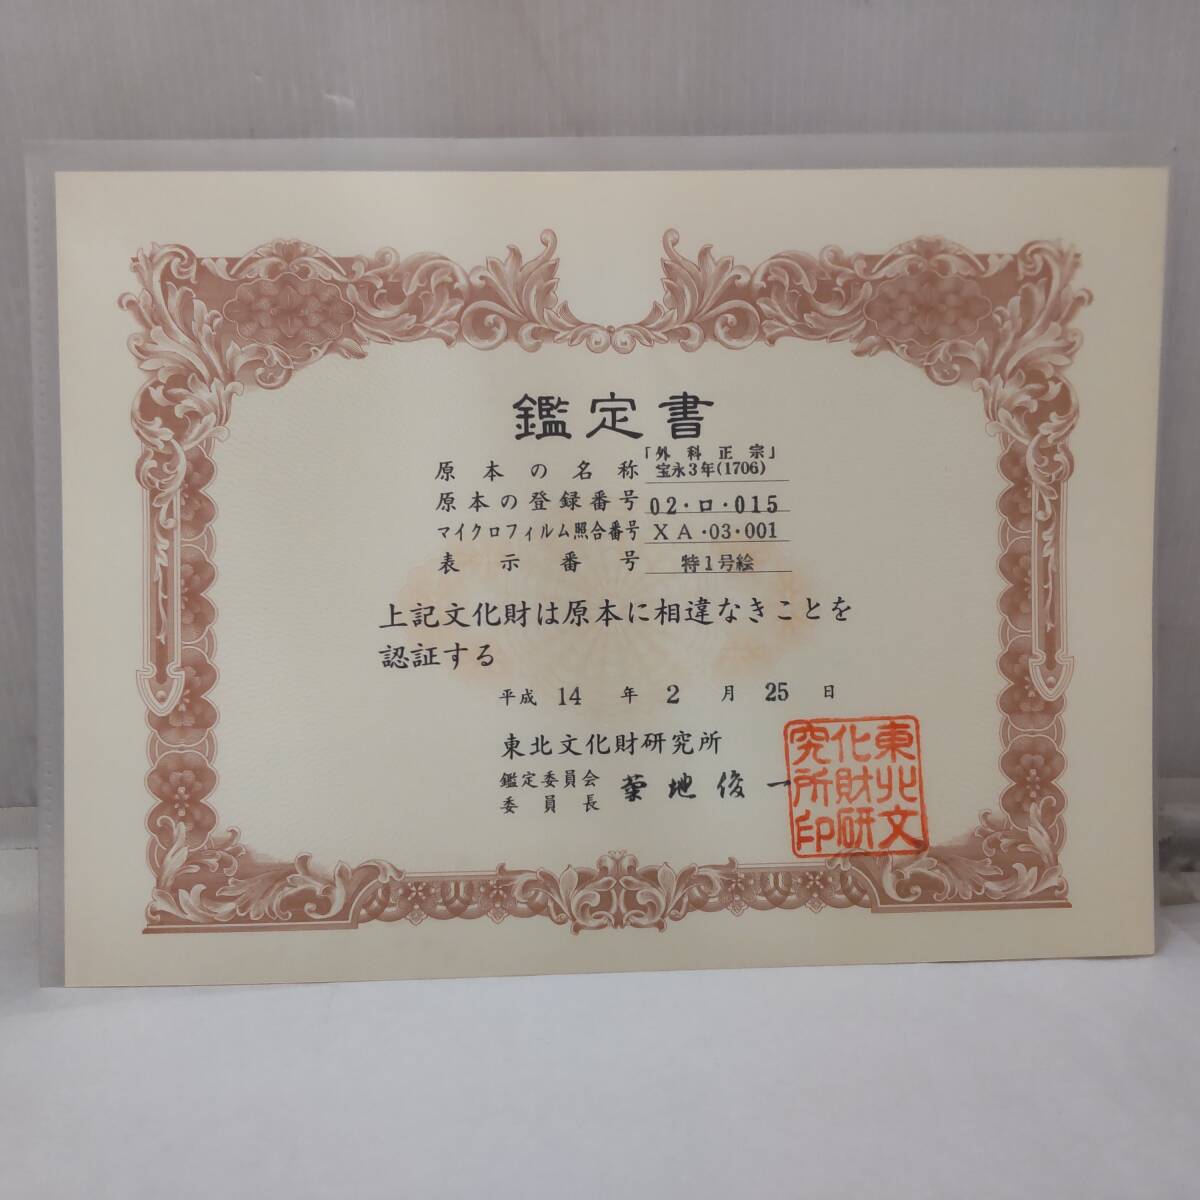 鑑定書
「外科正宗」
原本の名称 宝永3年(1706)
原本の登録番号 02・ロ・015
マイクロフィルム照合番号 XA・03・001
表示番号 特1号絵
上記文化財は原本に相違なきことを
認証する
平成 14 年 2 月 25 日
東北文化財研究所
鑑定委員会
委員長 菊地俊一
東北文化財研究所印